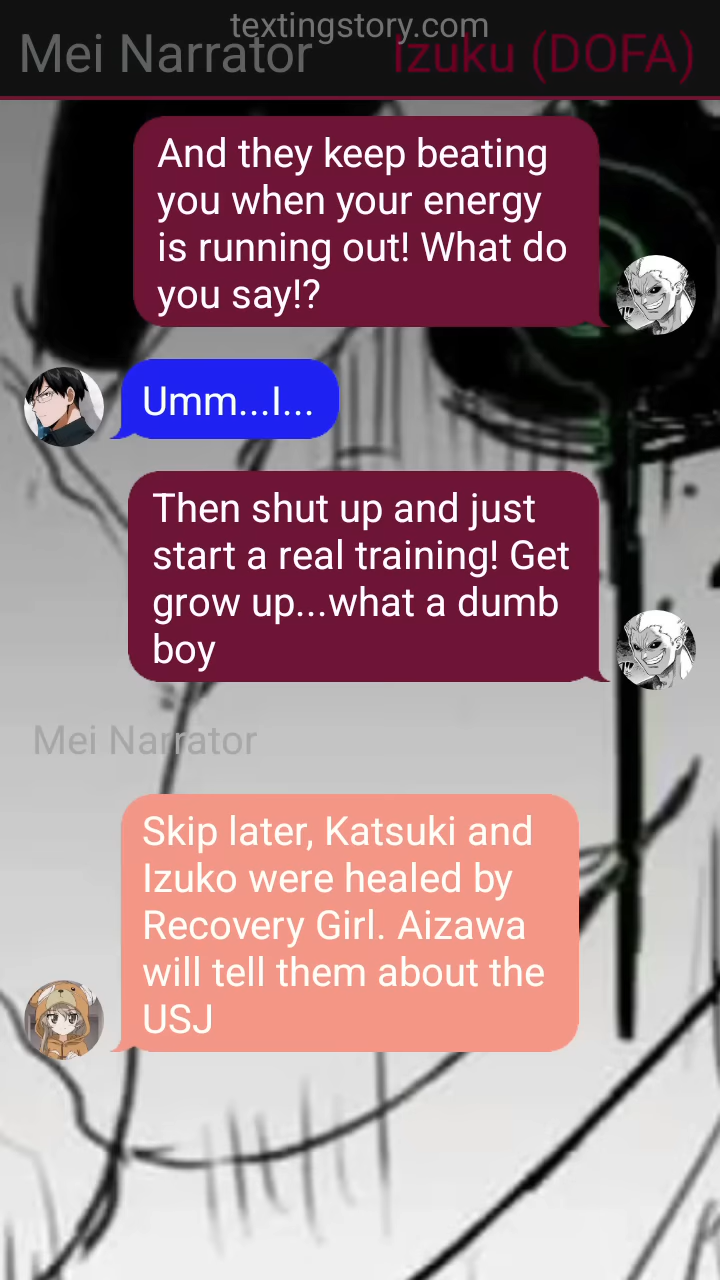 textingstory.com
Mei Narrator
Izuku (DOFA)
And they keep beating
you when your energy
is running out! What do
you say!?
Umm...I...
Then shut up and just
start a real training! Get
grow up...what a dumb
boy
Mei Narrator
Skip later, Katsuki and
Izuko were healed by
Recovery Girl. Aizawa
will tell them about the
USJ